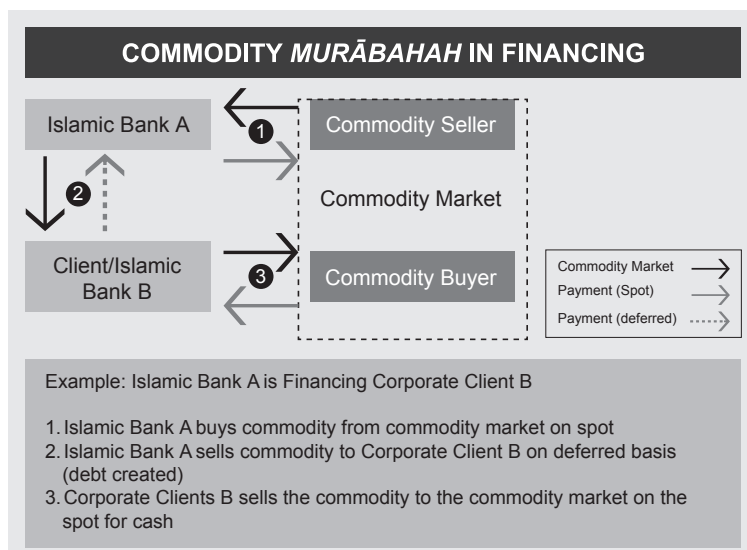 COMMODITY MURĀBAHAH IN FINANCING
Islamic Bank A
1
Commodity Seller
2
Commodity Market
Client/Islamic
Bank B
3
Commodity Buyer
Commodity Market
Payment (Spot)
Payment (deferred)
Example: Islamic Bank A is Financing Corporate Client B
1. Islamic Bank A buys commodity from commodity market on spot
2. Islamic Bank A sells commodity to Corporate Client B on deferred basis
(debt created)
3. Corporate Clients B sells the commodity to the commodity market on the
spot for cash